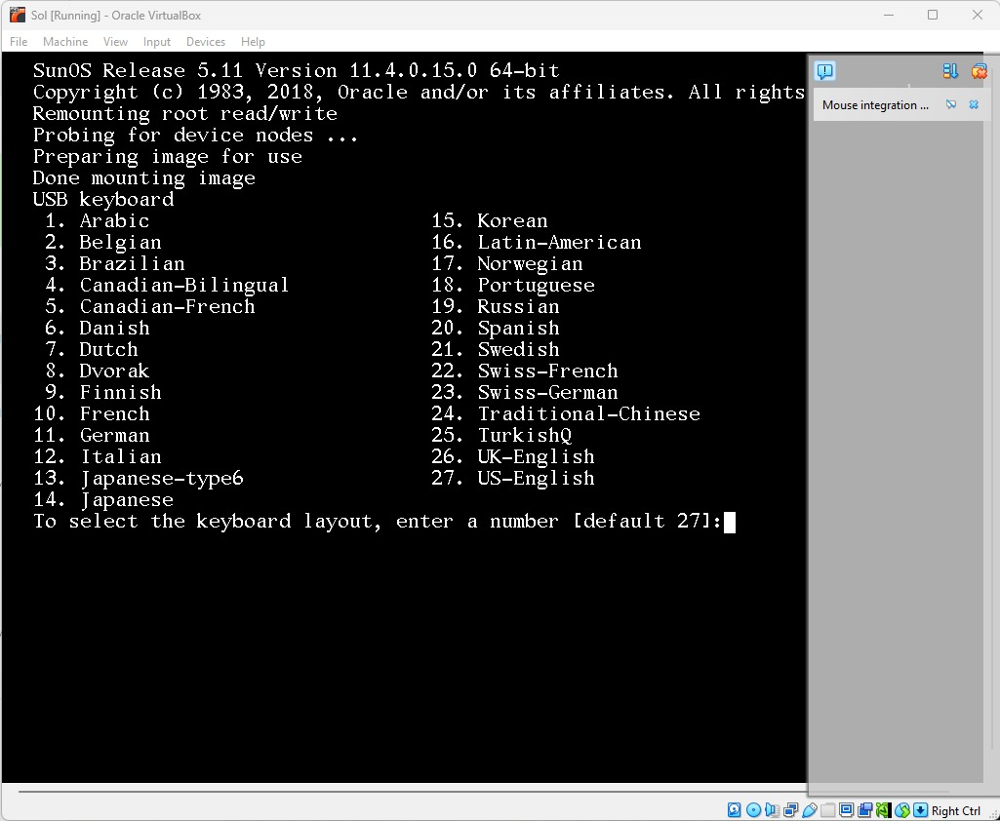 Sol [Running] - Oracle VirtualBox
File Machine View Input Devices Help
SunOS Release 5.11 Version 11.4.0.15.0 64-bit
Copyright (c) 1983, 2018, Oracle and/or its affiliates. All rights
Mouse integration ...
Remounting root read/write
Probing for device nodes ...
Preparing image for use
Done mounting image
USB keyboard
1. Arabic 15. Korean
2. Belgian 16. Latin-American
3. Brazilian 17. Norwegian
4. Canadian-Bilingual 18. Portuguese
5. Canadian-French 19. Russian
6. Danish 20. Spanish
7. Dutch 21. Swedish
8. Dvorak 22. Swiss-French
9. Finnish 23. Swiss-German
10. French 24. Traditional-Chinese
11. German 25. TurkishQ
12. Italian 26. UK-English
13. Japanese-type6 27. US-English
14. Japanese
To select the keyboard layout, enter a number [default 27]:
Right Ctrl